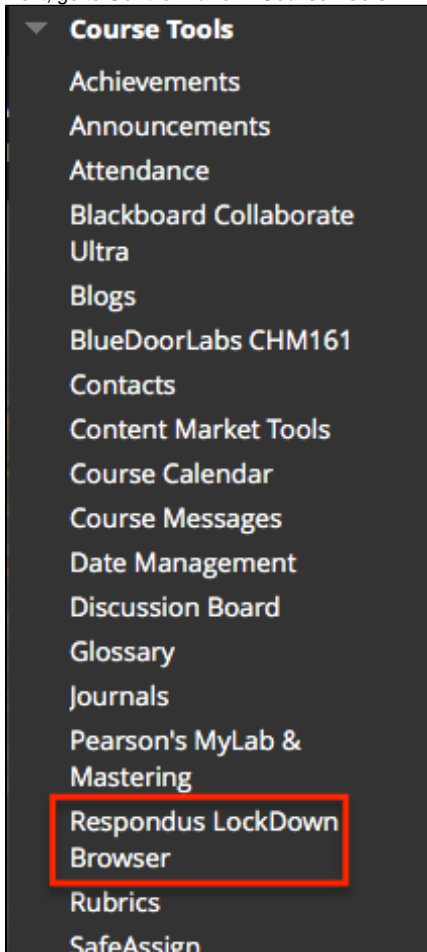 Course Tools
Achievements
Announcements
Attendance
Blackboard Collaborate
Ultra
Blogs
BlueDoorLabs CHM161
Contacts
Content Market Tools
Course Calendar
Course Messages
Date Management
Discussion Board
Glossary
Journals
Pearson's MyLab &
Mastering
Respondus LockDown
Browser
Rubrics
SafeAssign